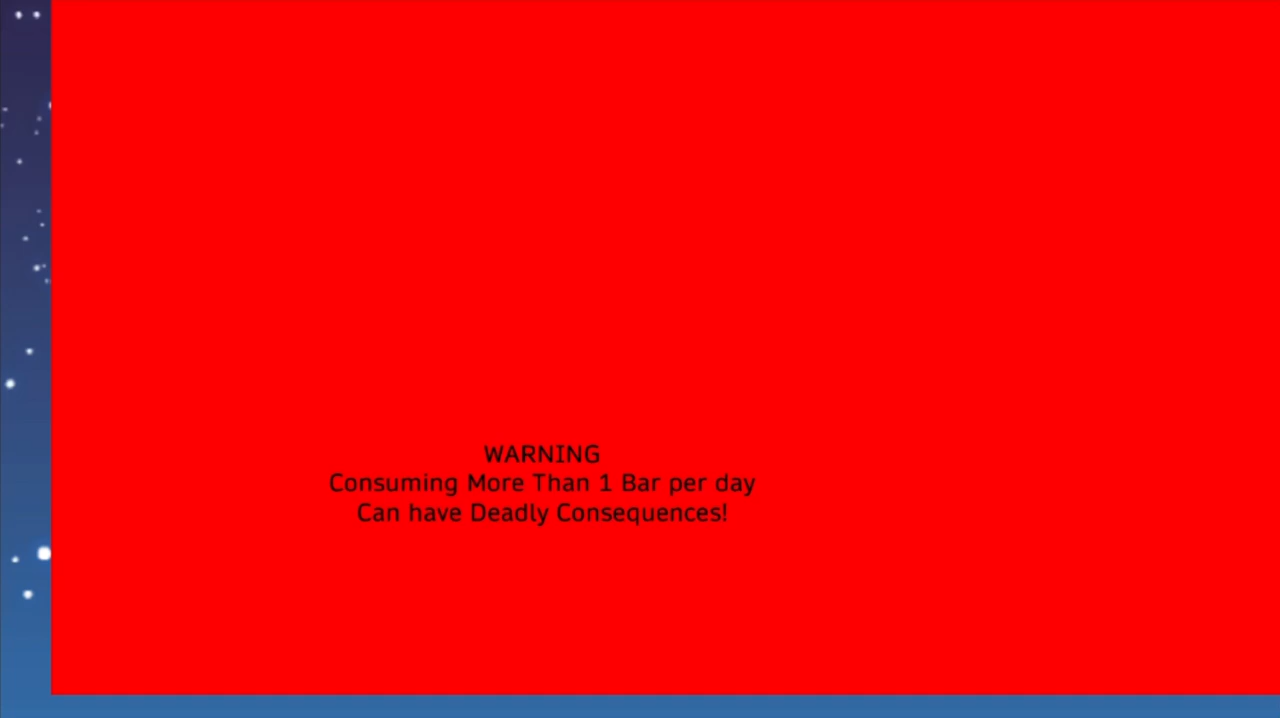 WARNING
Consuming More Than 1 Bar per day
Can have Deadly Consequences!